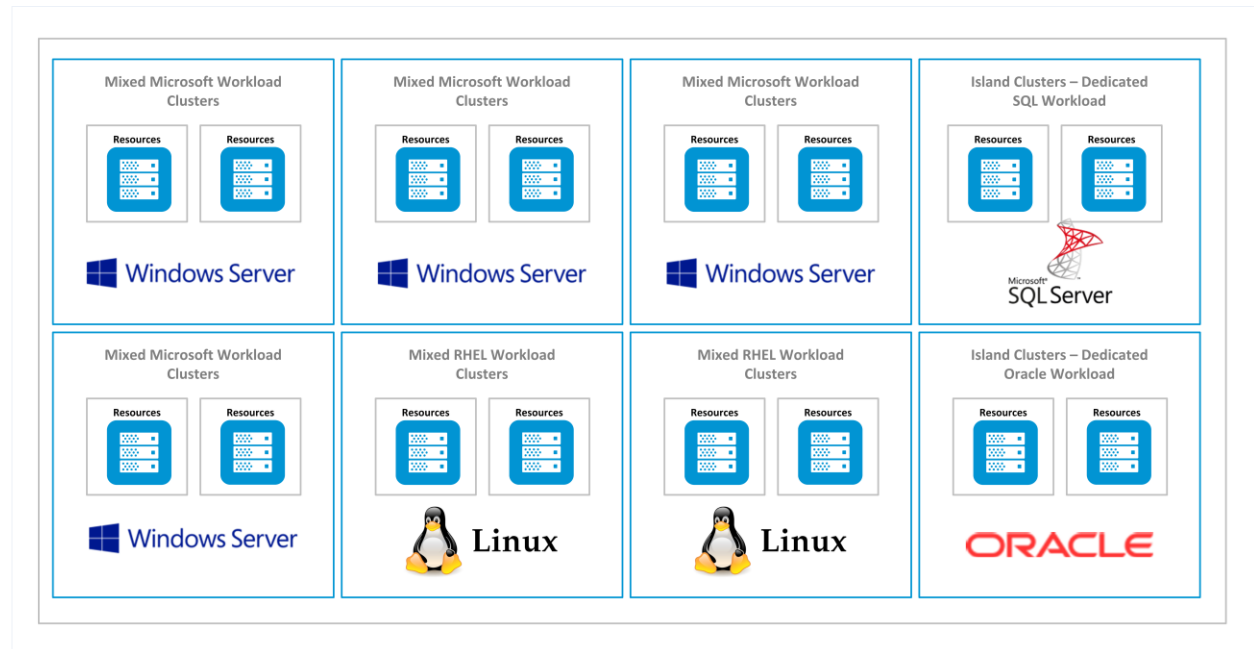 Mixed Microsoft Workload
Clusters
Resources
Resources
Windows Server
Mixed Microsoft Workload
Clusters
Resources
Resources
Windows Server
Mixed Microsoft Workload
Clusters
Resources
Resources
Windows Server
Island Clusters – Dedicated
SQL Workload
Resources
Resources
Microsoft®
SQL Server
Mixed Microsoft Workload
Clusters
Resources
Resources
Windows Server
Mixed RHEL Workload
Clusters
Resources
Resources
Linux
Mixed RHEL Workload
Clusters
Resources
Resources
Linux
Island Clusters – Dedicated
Oracle Workload
Resources
Resources
ORACLE